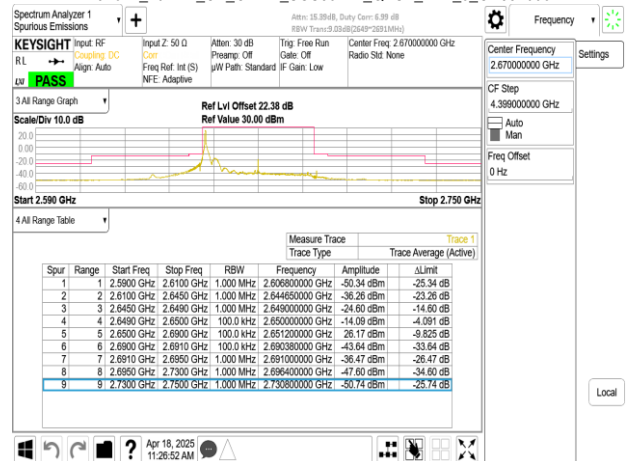 Spectrum Analyzer 1
Spurious Emissions
+
Attn: 15.39dB, Duty Corr: 6.99 dB
RBW Trans:9.03dB(2649~2691MHz)
Frequency
KEYSIGHT
RL
LXI PASS
Input: RF
Coupling: DC
Align: Auto
Input Z: 50 Ω
Corr
Freq Ref: Int (S)
NFE: Adaptive
Atten: 30 dB
Preamp: Off
µW Path: Standard
Trig: Free Run
Gate: Off
IF Gain: Low
Center Freq: 2.670000000 GHz
Radio Std: None
Center Frequency
2.670000000 GHz
Settings
CF Step
4.399000000 GHz
Auto
Man
Freq Offset
0 Hz
3 All Range Graph
Scale/Div 10.0 dB
Ref Lvl Offset 22.38 dB
Ref Value 30.00 dBm
20.0
0.00
-20.0
-40.0
-60.0
Start 2.590 GHz
Stop 2.750 GHz
4 All Range Table
Measure Trace Trace 1
Trace Type Trace Average (Active)
Spur Range Start Freq Stop Freq RBW Frequency Amplitude ΔLimit
1 1 2.5900 GHz 2.6100 GHz 1.000 MHz 2.606800000 GHz -50.34 dBm -25.34 dB
2 2 2.6100 GHz 2.6450 GHz 1.000 MHz 2.644650000 GHz -36.26 dBm -23.26 dB
3 3 2.6450 GHz 2.6490 GHz 1.000 MHz 2.649000000 GHz -24.60 dBm -14.60 dB
4 4 2.6490 GHz 2.6500 GHz 100.0 kHz 2.650000000 GHz -14.09 dBm -4.091 dB
5 5 2.6500 GHz 2.6900 GHz 100.0 kHz 2.651200000 GHz 26.17 dBm -9.825 dB
6 6 2.6900 GHz 2.6910 GHz 100.0 kHz 2.690380000 GHz -43.64 dBm -33.64 dB
7 7 2.6910 GHz 2.6950 GHz 1.000 MHz 2.691000000 GHz -36.47 dBm -26.47 dB
8 8 2.6950 GHz 2.7300 GHz 1.000 MHz 2.696400000 GHz -47.60 dBm -34.60 dB
9 9 2.7300 GHz 2.7500 GHz 1.000 MHz 2.730800000 GHz -50.74 dBm -25.74 dB
Local
?
Apr 18, 2025
11:26:52 AM